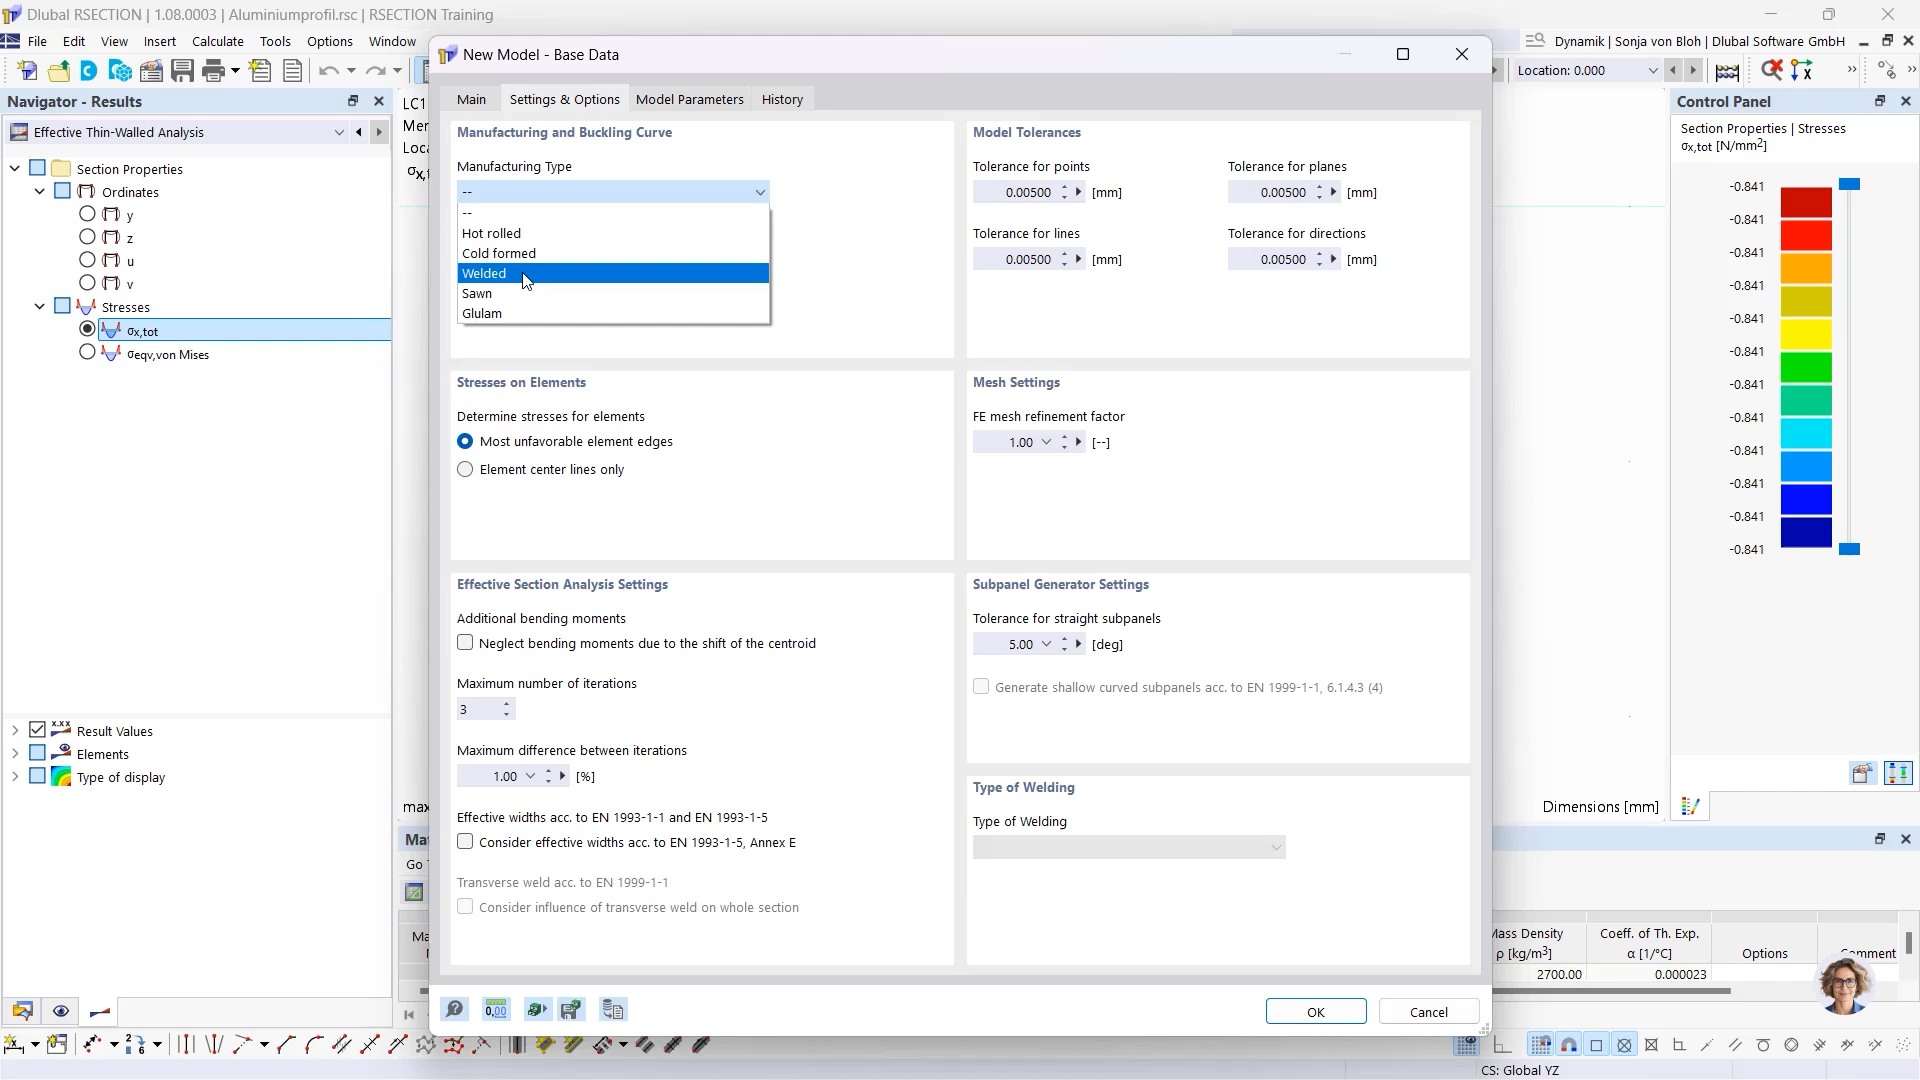 Dlubal RSECTION | 1.08.0003 | Aluminiumprofil.rsc | RSECTION Training
File Edit View Insert Calculate Tools Options Window
Dynamik | Sonja von Bloh | Dlubal Software GmbH
Location: 0.000
Navigator - Results
Effective Thin-Walled Analysis
Section Properties
Ordinates
y
z
u
v
Stresses
σx,tot
σeqv,von Mises
x.xx
Result Values
Elements
Type of display
LC1
σx,
max
New Model - Base Data
Main Settings & Options Model Parameters History
Manufacturing and Buckling Curve
Manufacturing Type
--
--
Hot rolled
Cold formed
Welded
Sawn
Glulam
Stresses on Elements
Determine stresses for elements
Most unfavorable element edges
Element center lines only
Effective Section Analysis Settings
Additional bending moments
Neglect bending moments due to the shift of the centroid
Maximum number of iterations
3
Maximum difference between iterations
1.00 [%]
Effective widths acc. to EN 1993-1-1 and EN 1993-1-5
Consider effective widths acc. to EN 1993-1-5, Annex E
Transverse weld acc. to EN 1999-1-1
Consider influence of transverse weld on whole section
Model Tolerances
Tolerance for points Tolerance for planes
0.00500 [mm] 0.00500 [mm]
Tolerance for lines Tolerance for directions
0.00500 [mm] 0.00500 [mm]
Mesh Settings
FE mesh refinement factor
1.00 [--]
Subpanel Generator Settings
Tolerance for straight subpanels
5.00 [deg]
Generate shallow curved subpanels acc. to EN 1999-1-1, 6.1.4.3 (4)
Type of Welding
Type of Welding
0,00
OK Cancel
Control Panel
Section Properties | Stresses
σx,tot [N/mm2]
-0.841
-0.841
-0.841
-0.841
-0.841
-0.841
-0.841
-0.841
-0.841
-0.841
-0.841
-0.841
Dimensions [mm]
Go
Mass Density Coeff. of Th. Exp.
ρ [kg/m3] α [1/°C] Options
2700.00 0.000023
CS: Global YZ